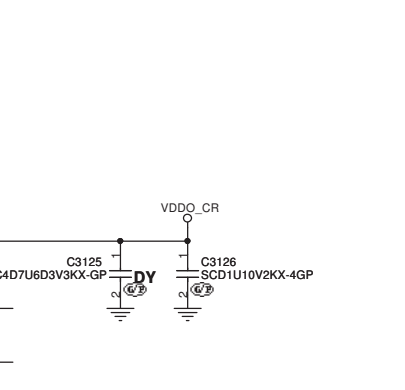 VDDO_CR
C3125
C4D7U6D3V3KX-GP
DY
1
2
G/P
C3126
SCD1U10V2KX-4GP
1
2
G/P